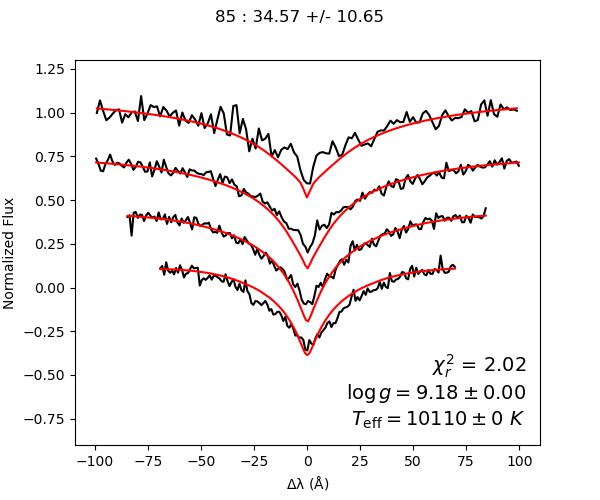 85 : 34.57 +/- 10.65
Normalized Flux
1.25
1.00
0.75
0.50
0.25
0.00
−0.25
−0.50
−0.75
χ²ᵣ = 2.02
log g = 9.18 ± 0.00
T_eff = 10110 ± 0 K
−100 −75 −50 −25 0 25 50 75 100
Δλ (Å)